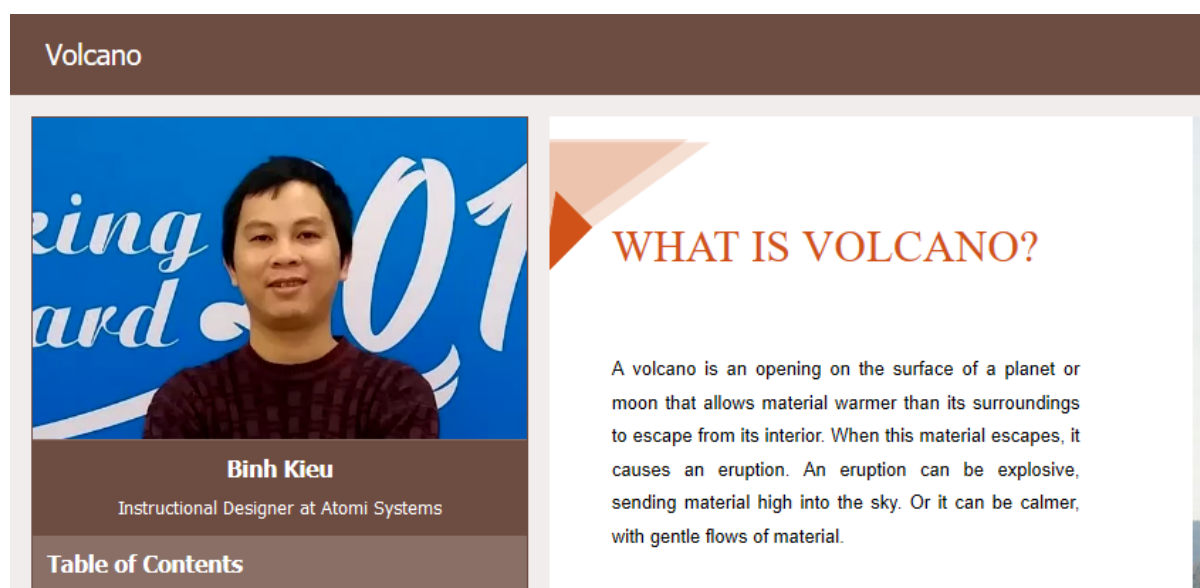 Volcano
king
ard
01
Binh Kieu
Instructional Designer at Atomi Systems
Table of Contents
WHAT IS VOLCANO?
A volcano is an opening on the surface of a planet or
moon that allows material warmer than its surroundings
to escape from its interior. When this material escapes, it
causes an eruption. An eruption can be explosive,
sending material high into the sky. Or it can be calmer,
with gentle flows of material.